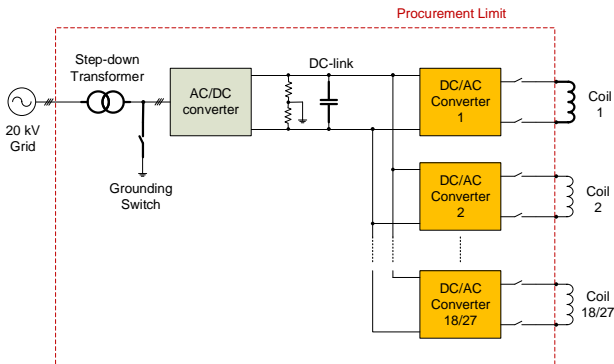 Procurement Limit
Step-down
Transformer
DC-link
AC/DC
converter
DC/AC
Converter
1
Coil
1
20 kV
Grid
Grounding
Switch
DC/AC
Converter
2
Coil
2
DC/AC
Converter
18/27
Coil
18/27